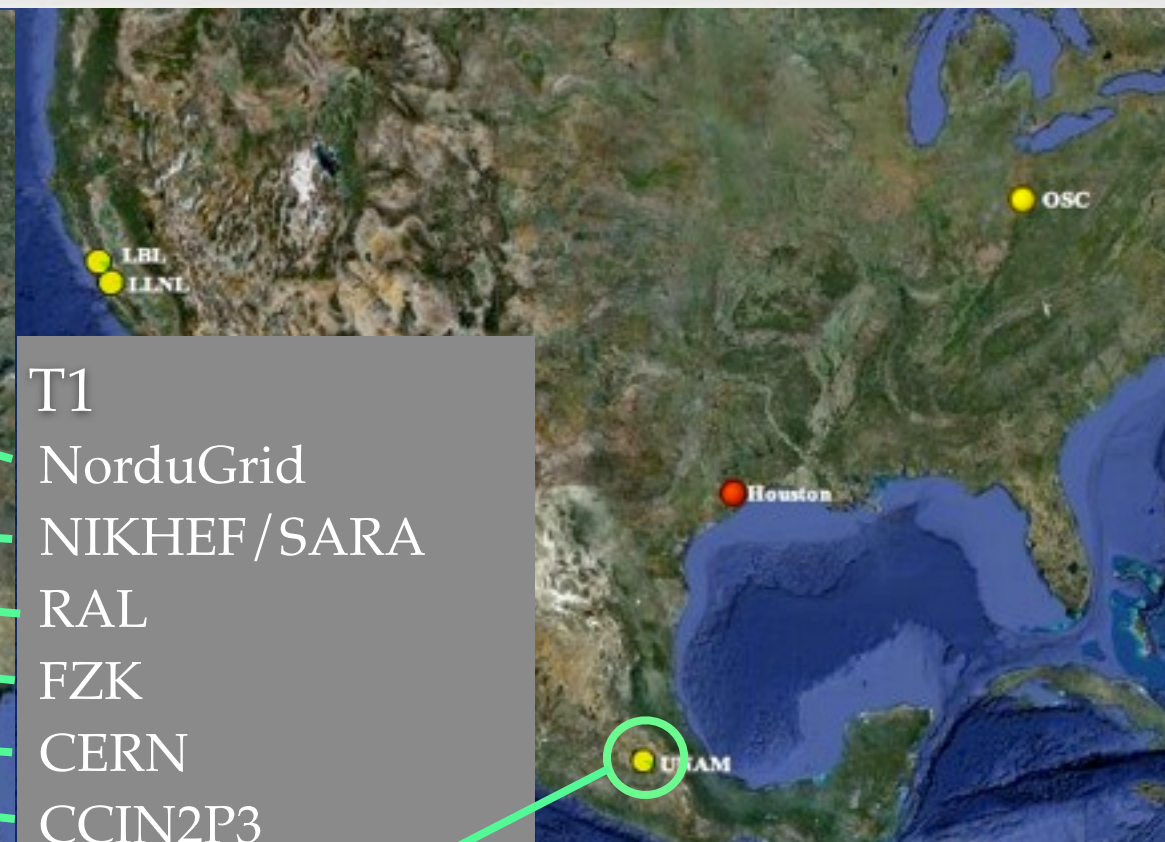 OSC
LBL
LLNL
T1
NorduGrid
NIKHEF/SARA
RAL
FZK
CERN
CCIN2P3
Houston
UNAM